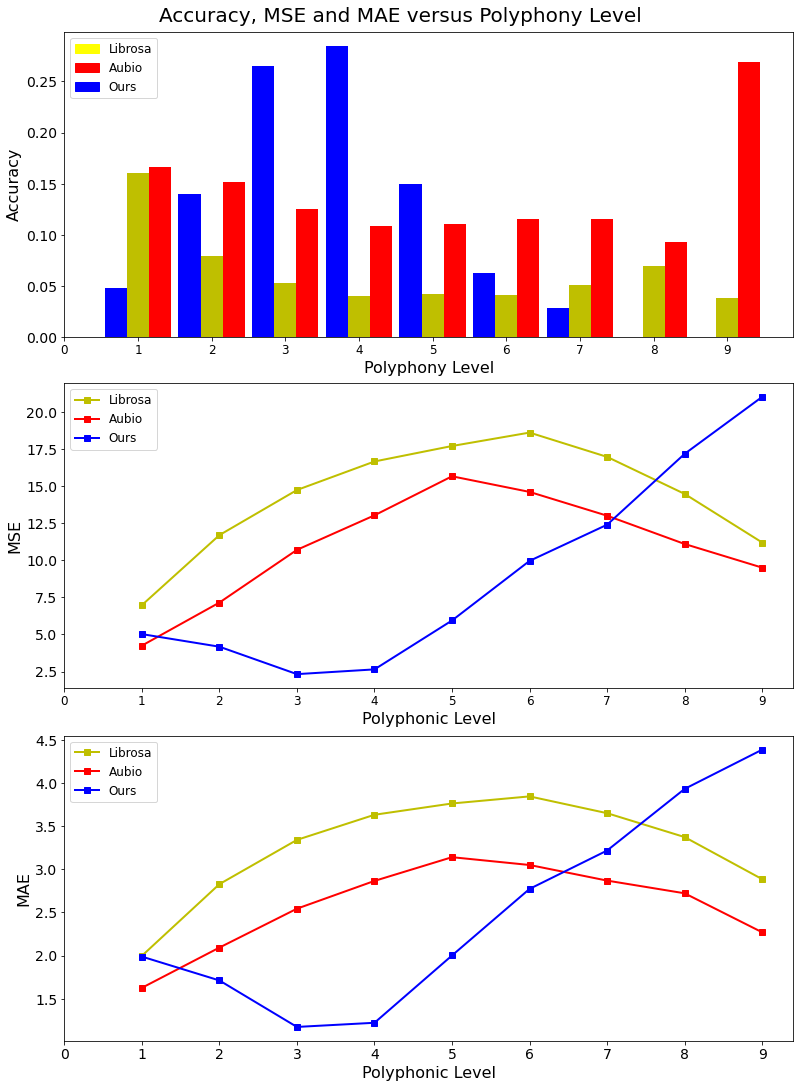 Accuracy, MSE and MAE versus Polyphony Level
Librosa
Aubio
Ours
0.25
0.20
0.15
0.10
0.05
0.00
Accuracy
0 1 2 3 4 5 6 7 8 9
Polyphony Level
Librosa
Aubio
Ours
20.0
17.5
15.0
12.5
10.0
7.5
5.0
2.5
MSE
0 1 2 3 4 5 6 7 8 9
Polyphonic Level
Librosa
Aubio
Ours
4.5
4.0
3.5
3.0
2.5
2.0
1.5
MAE
0 1 2 3 4 5 6 7 8 9
Polyphonic Level